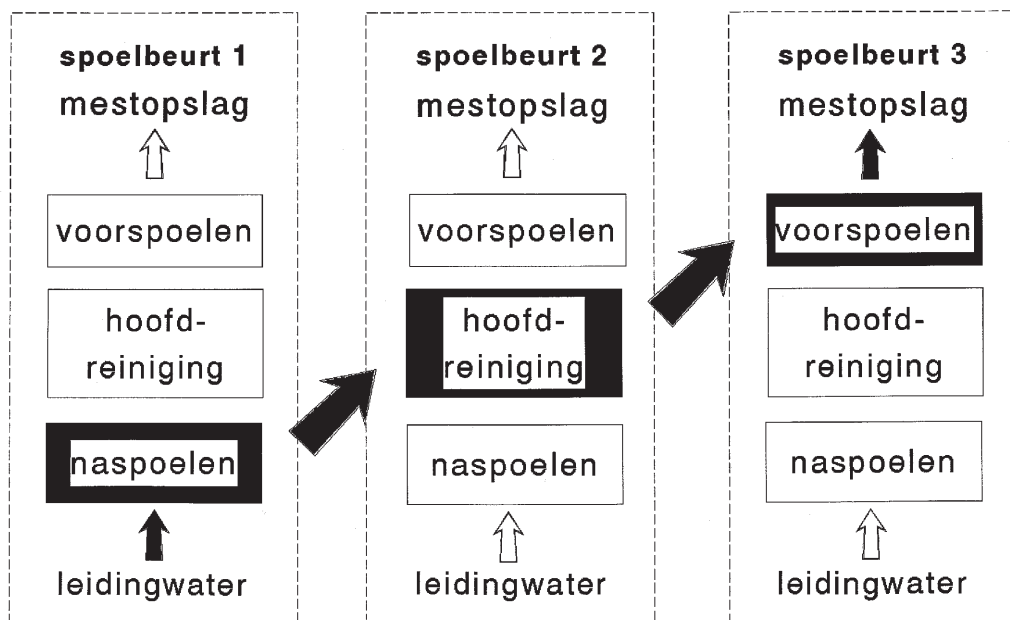 spoelbeurt 1
mestopslag
voorspoelen
hoofd-
reiniging
naspoelen
leidingwater
spoelbeurt 2
mestopslag
voorspoelen
hoofd-
reiniging
naspoelen
leidingwater
spoelbeurt 3
mestopslag
voorspoelen
hoofd-
reiniging
naspoelen
leidingwater